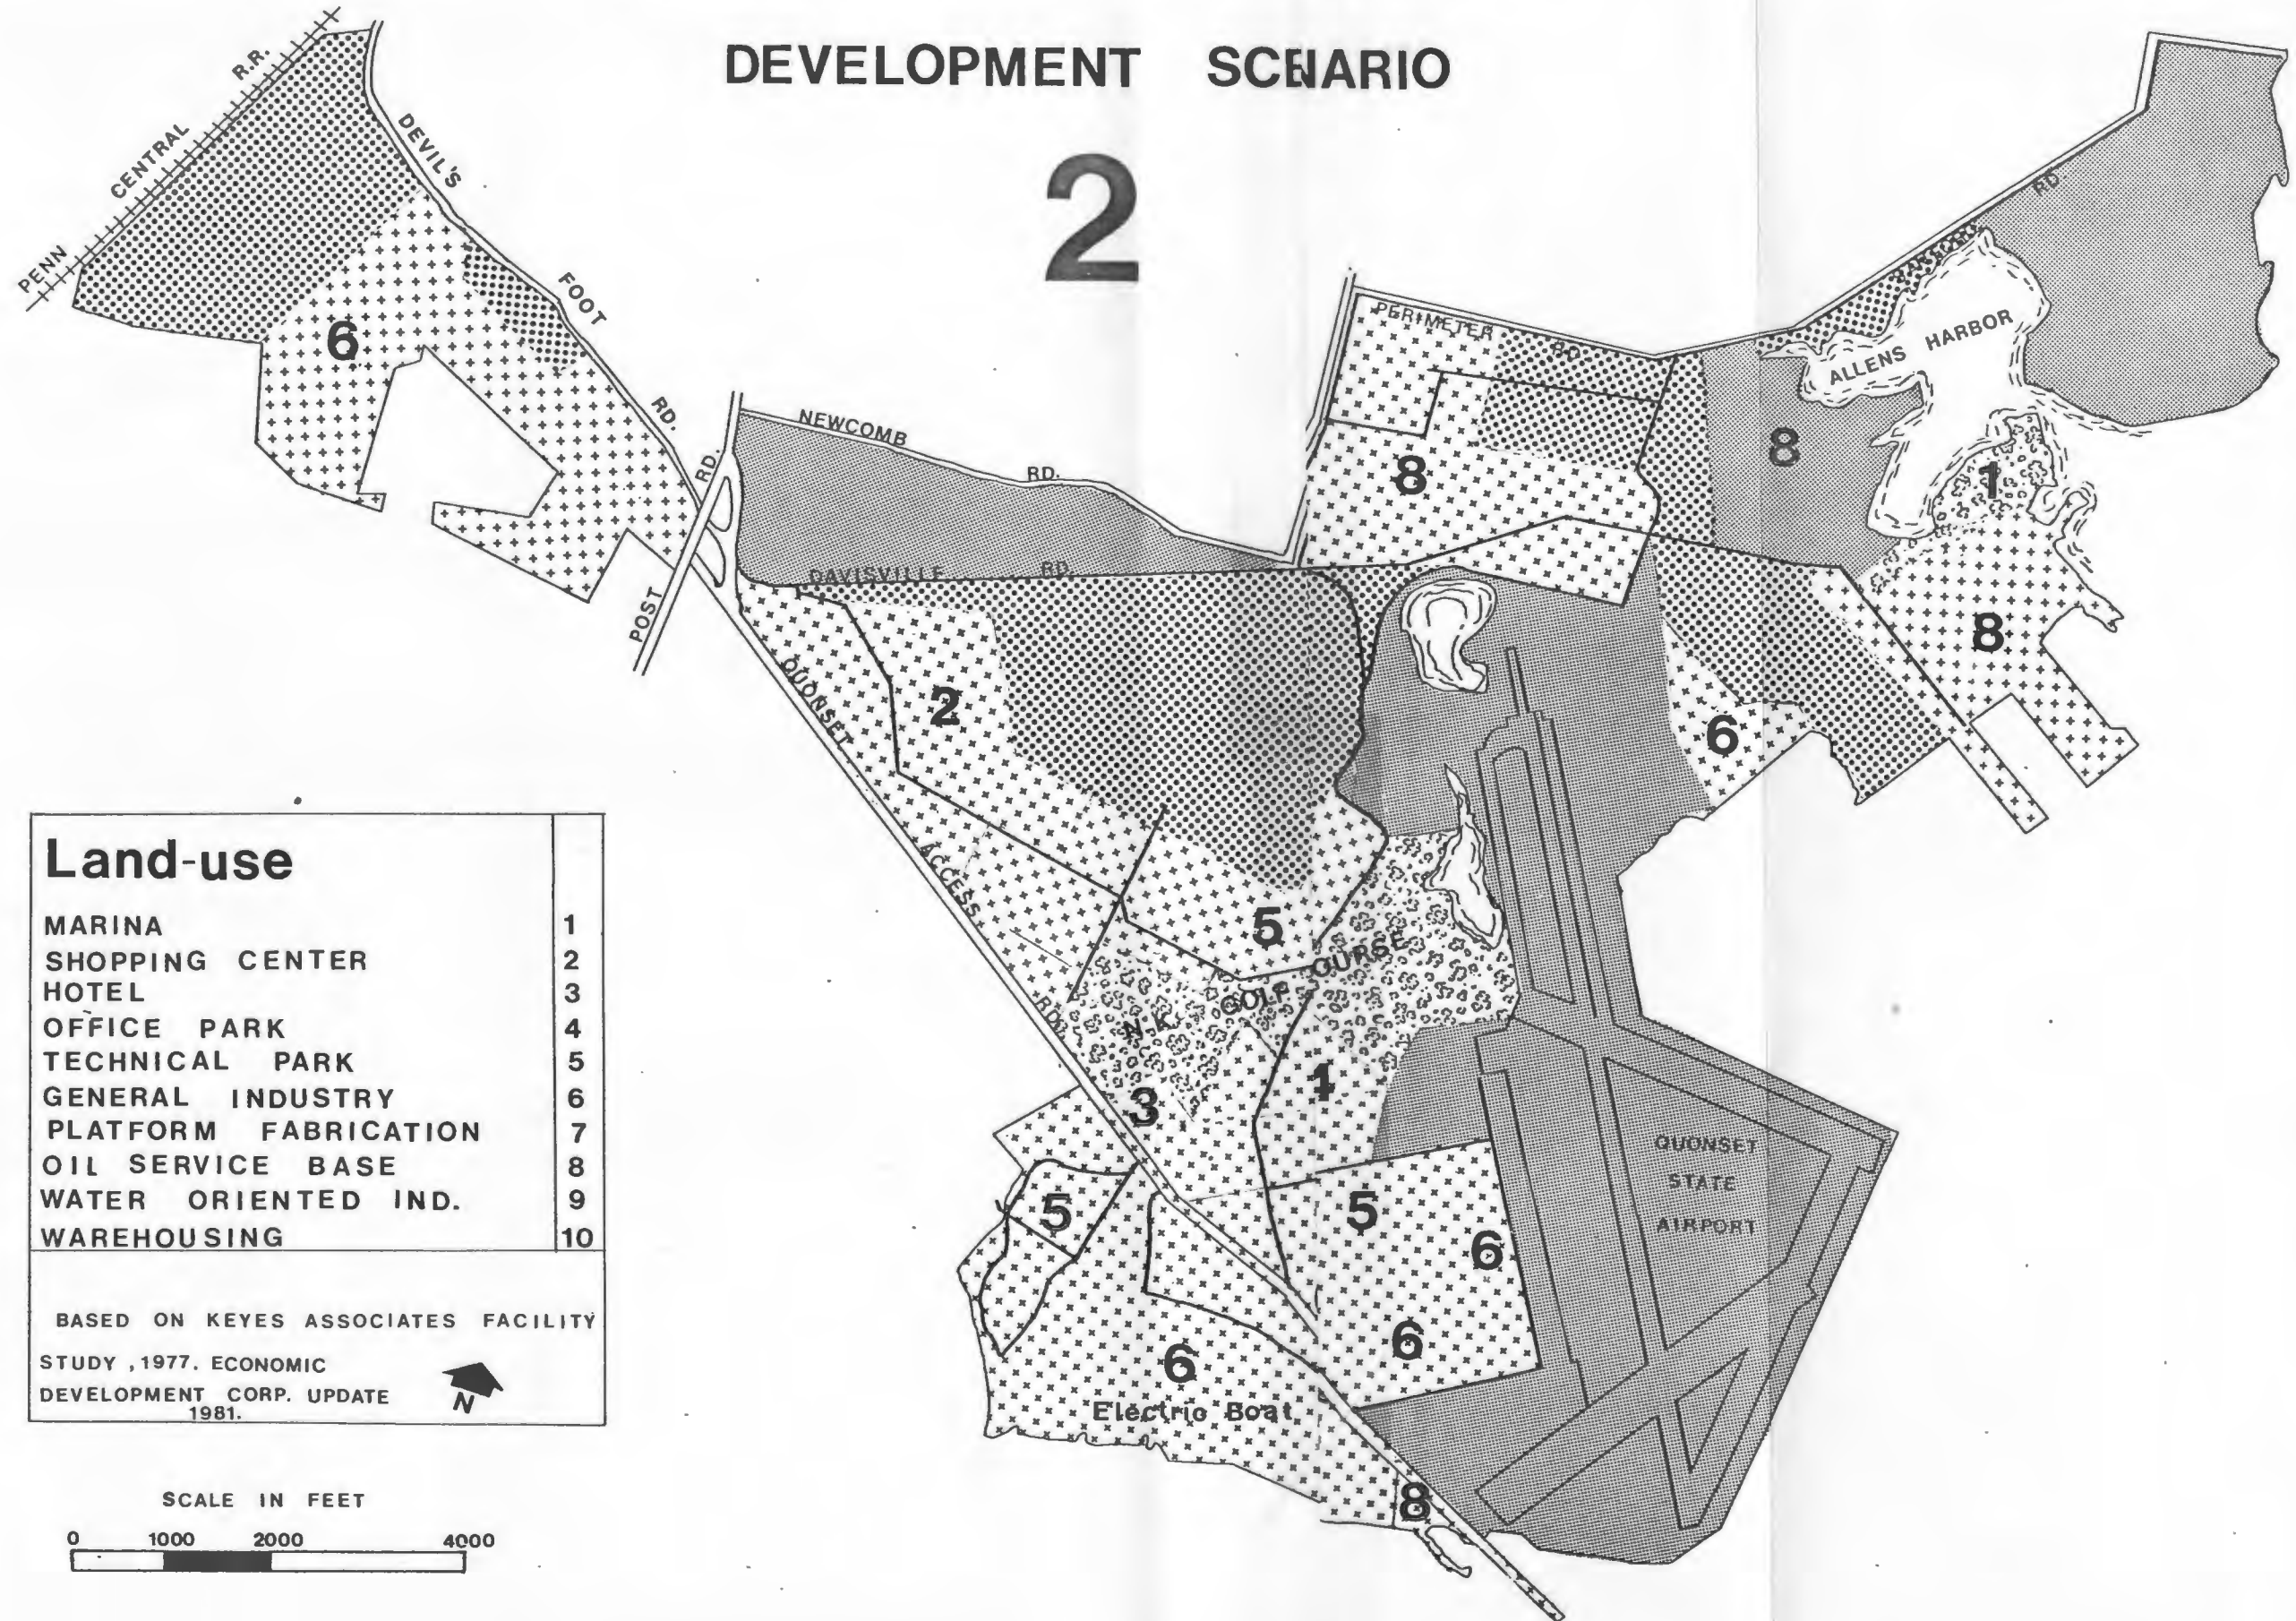 DEVELOPMENT SCENARIO
2
PENN CENTRAL R.R.
DEVIL'S FOOT RD.
6
POST RD.
NEWCOMB RD.
DAVISVILLE RD.
PERIMETER RD.
8
RD.
ALLENS HARBOR
8
1
8
6
2
QUONSET ACCESS RD.
5
N.K. GOLF OURSE
3
5
5
6
6
6
Electric Boat
8
QUONSET
STATE
AIRPORT
Land-use
MARINA 1
SHOPPING CENTER 2
HOTEL 3
OFFICE PARK 4
TECHNICAL PARK 5
GENERAL INDUSTRY 6
PLATFORM FABRICATION 7
OIL SERVICE BASE 8
WATER ORIENTED IND. 9
WAREHOUSING 10
BASED ON KEYES ASSOCIATES FACILITY
STUDY , 1977. ECONOMIC
DEVELOPMENT CORP. UPDATE
1981.
N
SCALE IN FEET
0 1000 2000 4000